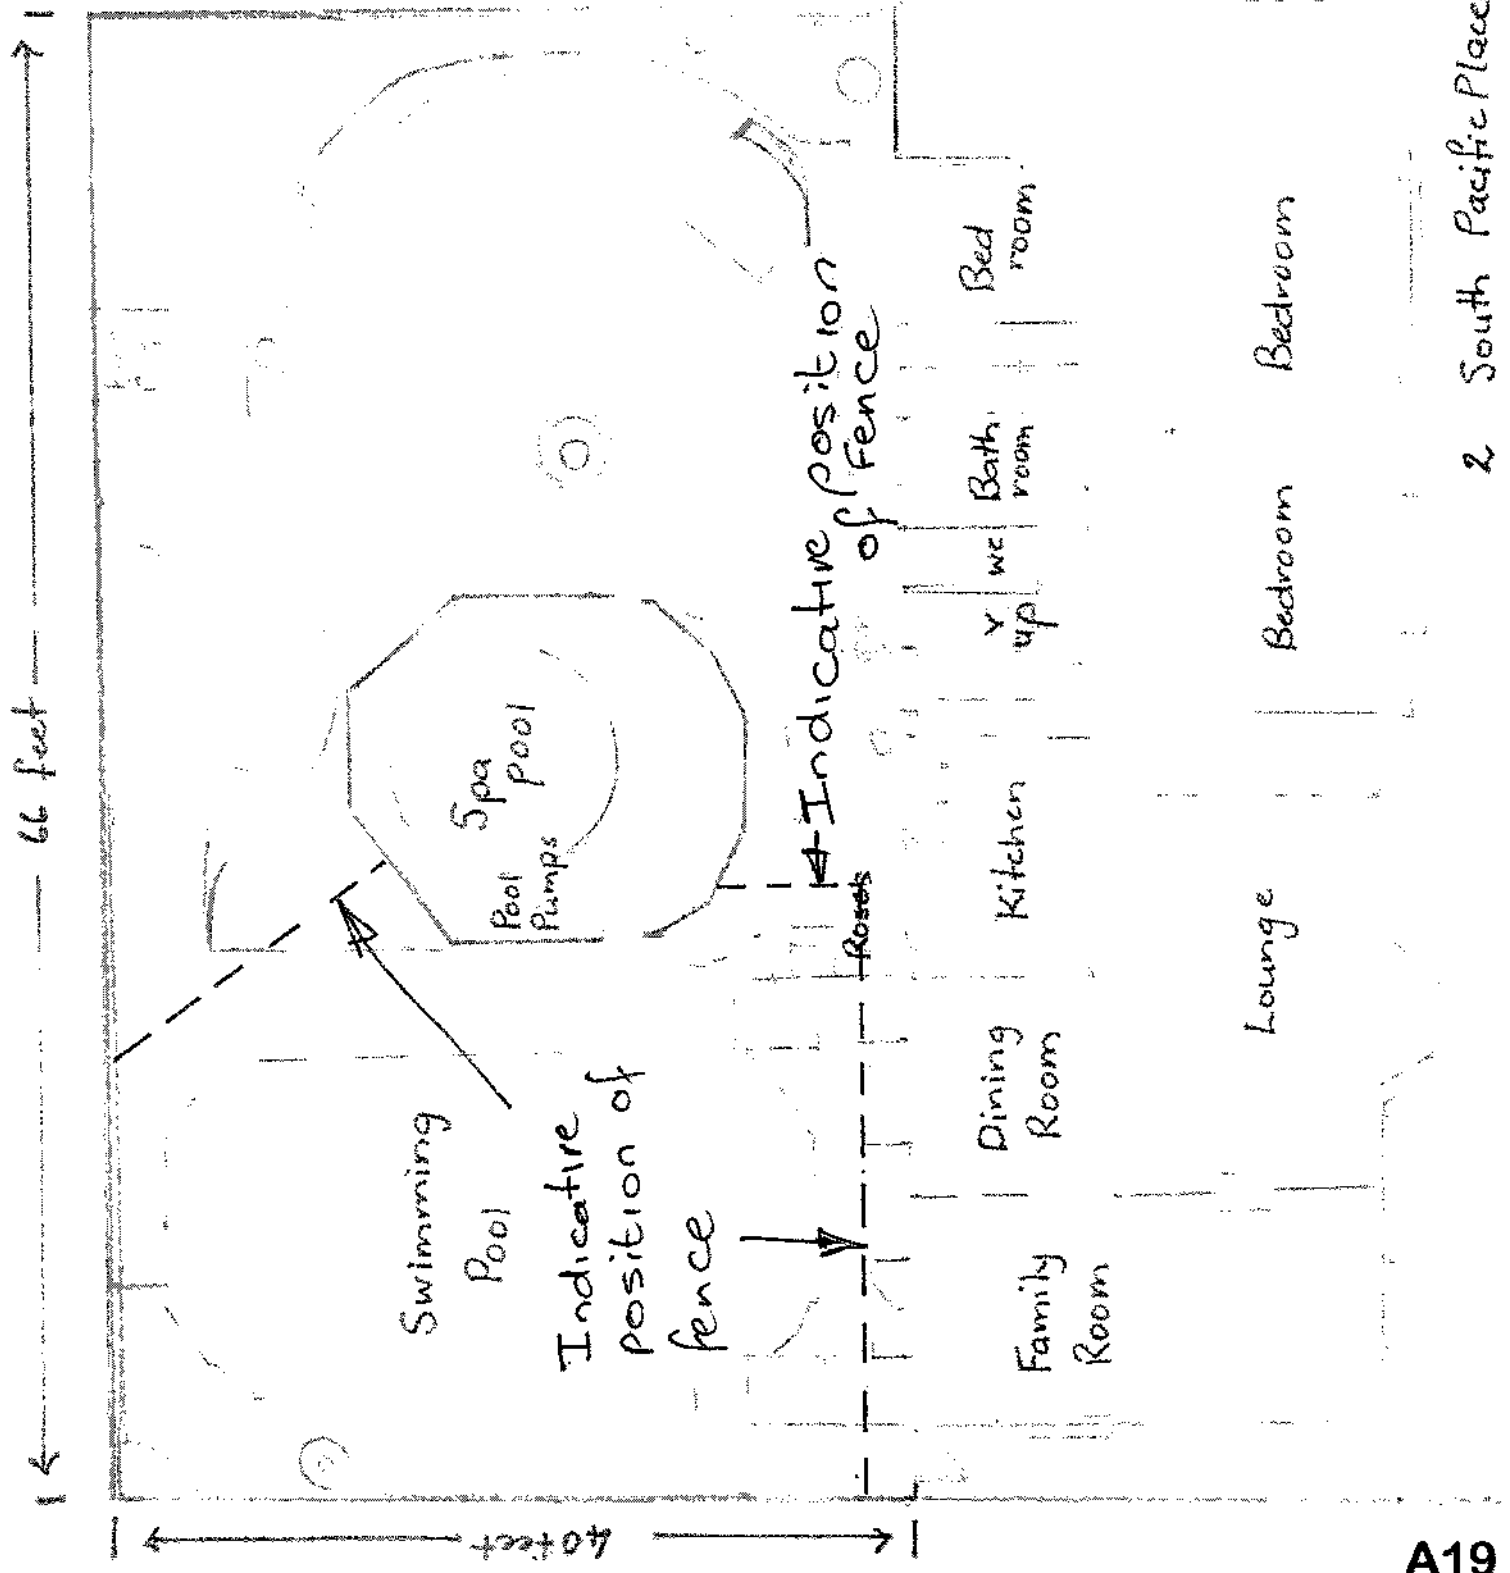 66 feet
40 feet
Swimming
Pool
Spa
Pool
Pool
Pumps
Indicative
position of
fence
Indicative position
of Fence
Family
Room
Dining
Room
Kitchen
up
wc
Bath
room
Bed
room
Lounge
Bedroom
Bedroom
2 South Pacific Place
A19